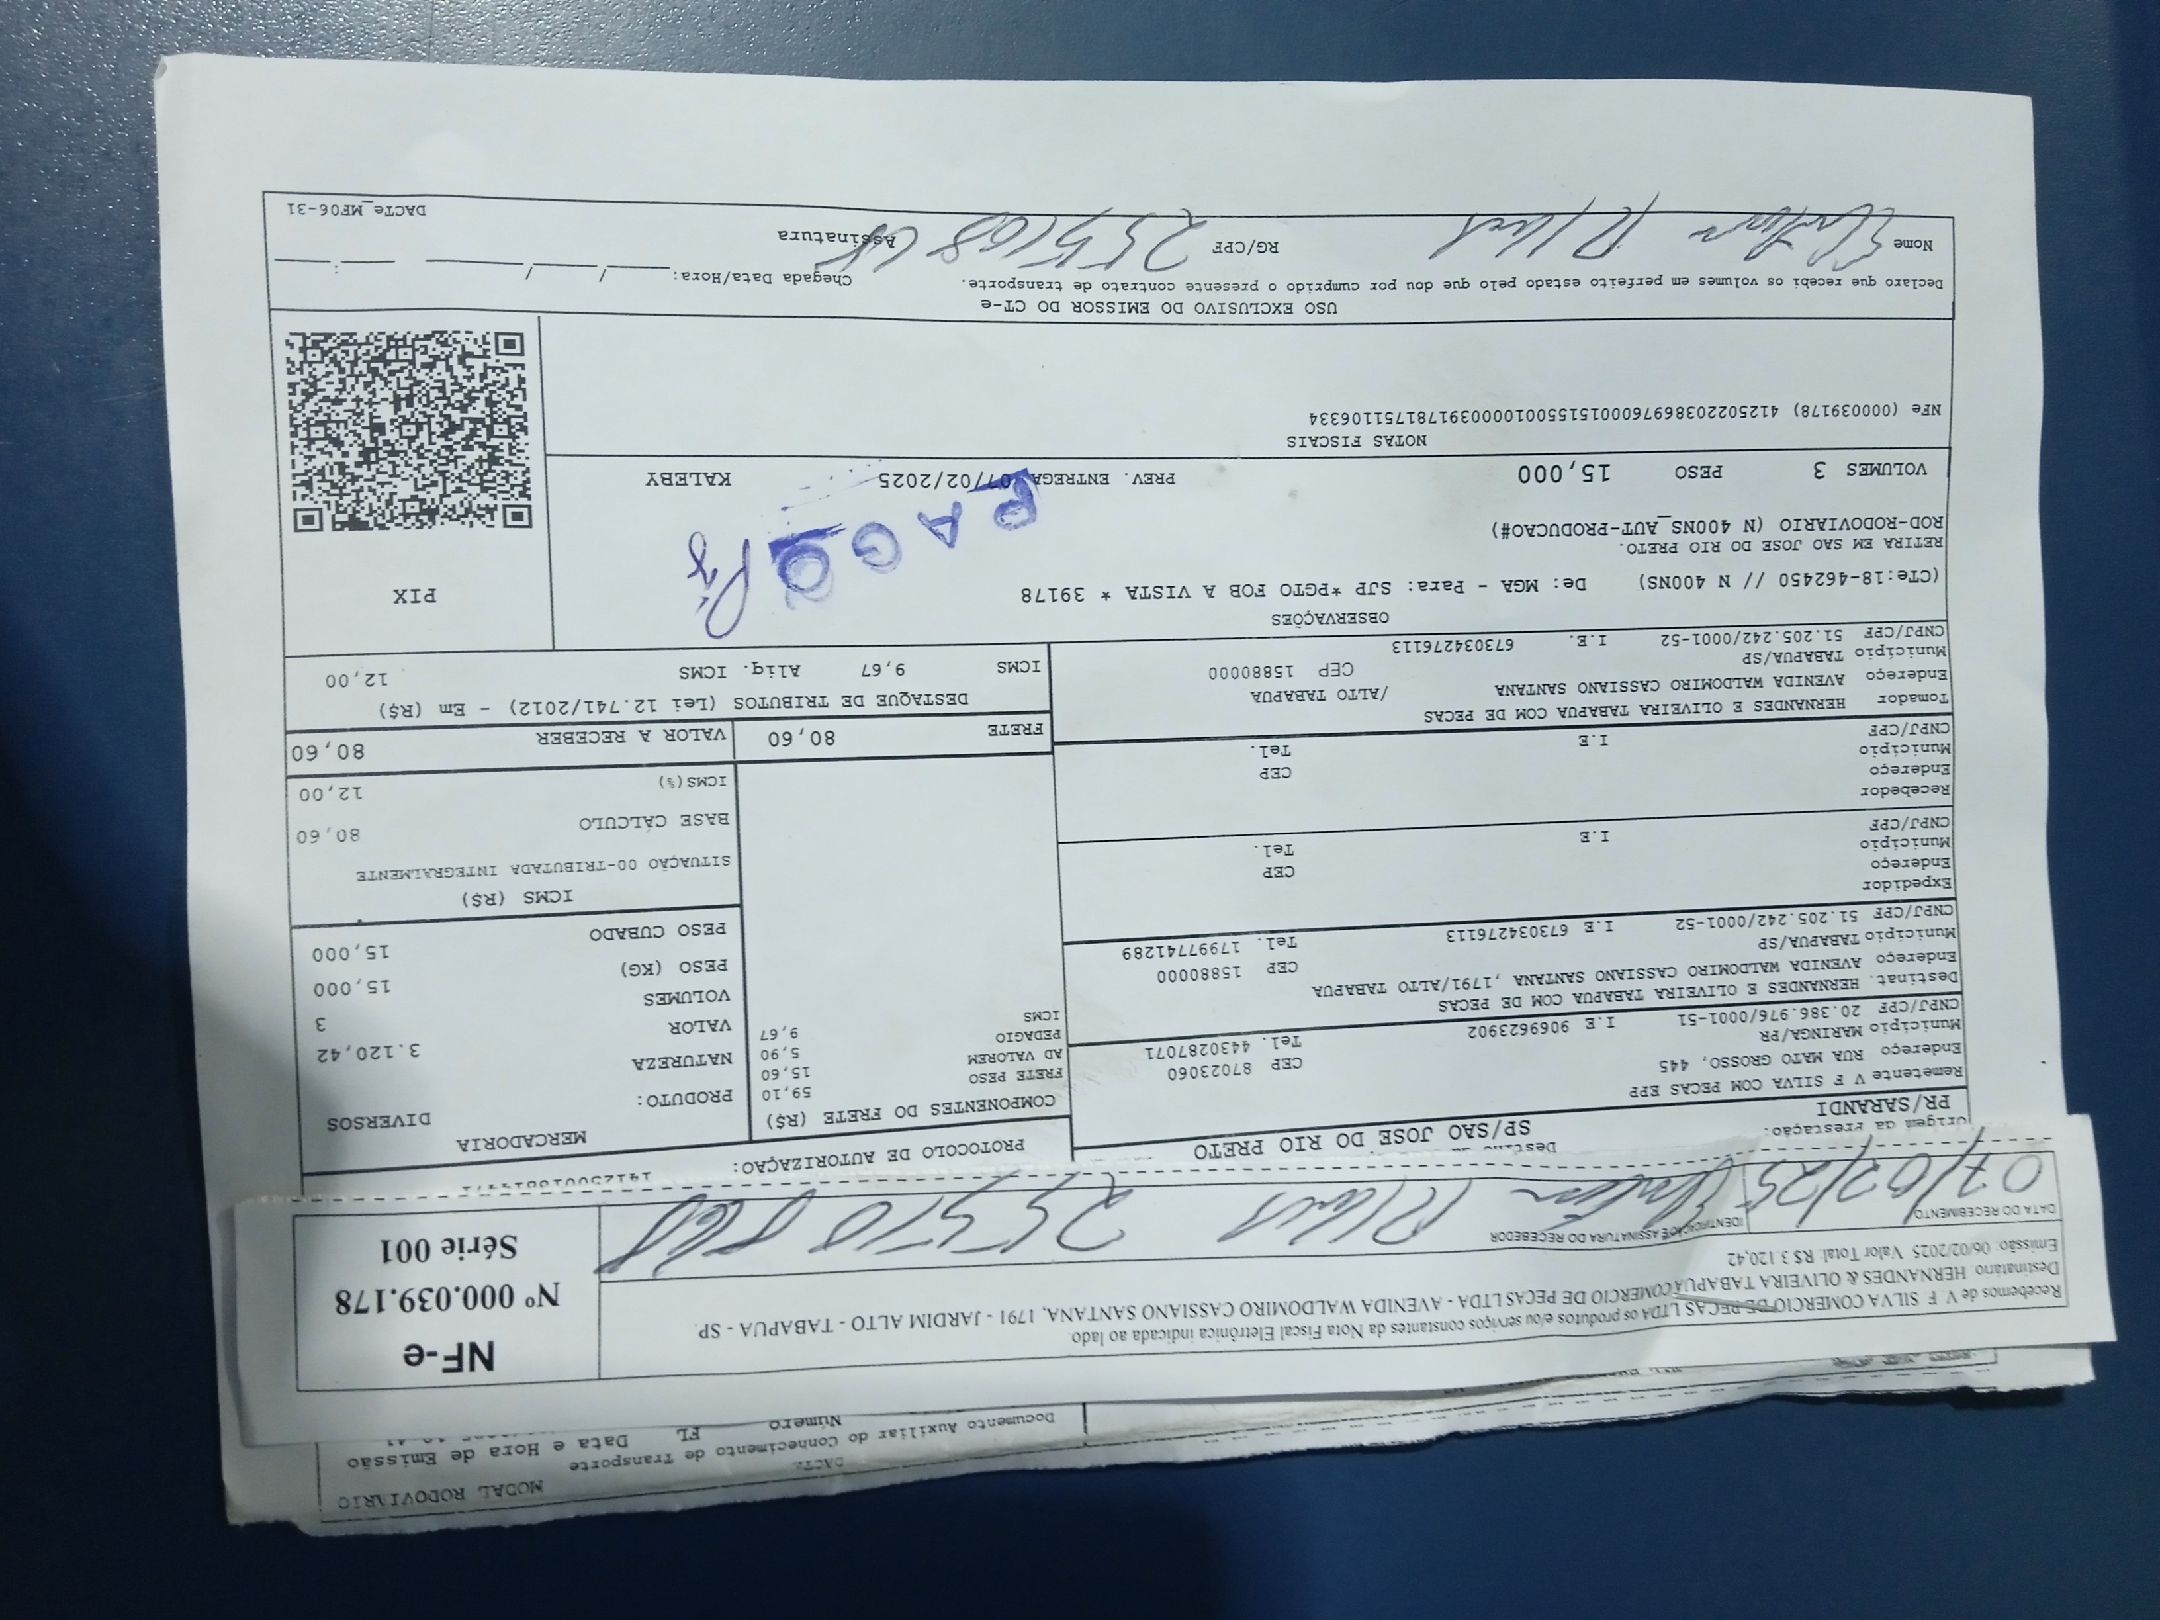 MODAL RODOVIARIO
DACTE
Documento Auxiliar do Conhecimento de Transporte
Número FL Data e Hora de Emissão
Recebemos de V F SILVA COMERCIO DE PECAS LTDA os produtos e/ou serviços constantes da Nota Fiscal Eletrônica indicada ao lado.
Destinatário: HERNANDES & OLIVEIRA TABAPUA COMERCIO DE PECAS LTDA - AVENIDA WALDOMIRO CASSIANO SANTANA, 1791 - JARDIM ALTO - TABAPUA - SP.
Emissão: 06/02/2025 Valor Total: R$ 3.120,42
DATA DO RECEBIMENTO
07/02/25
IDENTIFICAÇÃO E ASSINATURA DO RECEBEDOR
NF-e
Nº 000.039.178
Série 001
Origem da Prestação:
PR/SARANDI
SP/SAO JOSE DO RIO PRETO
PROTOCOLO DE AUTORIZAÇÃO:
Remetente V F SILVA COM PECAS EPP
Endereço RUA MATO GROSSO, 445
Município MARINGA/PR CEP 87023060
CNPJ/CPF 20.386.976/0001-51 I.E 9069623902 Tel. 4430287071
Destinat. HERNANDES E OLIVEIRA TABAPUA COM DE PECAS
Endereço AVENIDA WALDOMIRO CASSIANO SANTANA ,1791/ALTO TABAPUA
Município TABAPUA/SP CEP 15880000
CNPJ/CPF 51.205.242/0001-52 I.E 673034276113 Tel. 17997741289
Expedidor
Endereço
Município CEP
CNPJ/CPF I.E Tel.
Recebedor
Endereço
Município CEP
CNPJ/CPF I.E Tel.
Tomador HERNANDES E OLIVEIRA TABAPUA COM DE PECAS
Endereço AVENIDA WALDOMIRO CASSIANO SANTANA /ALTO TABAPUA
Município TABAPUA/SP CEP 15880000
CNPJ/CPF 51.205.242/0001-52 I.E. 673034276113
COMPONENTES DO FRETE (R$)
FRETE PESO 59,10
AD VALOREM 15,60
PEDAGIO 5,90
ICMS 9,67
MERCADORIA
PRODUTO: DIVERSOS
NATUREZA
VALOR 3.120,42
VOLUMES 3
PESO (KG) 15,000
PESO CUBADO 15,000
ICMS (R$)
SITUAÇÃO 00-TRIBUTADA INTEGRALMENTE
BASE CÁLCULO 80,60
ICMS(%) 12,00
FRETE 80,60 VALOR A RECEBER 80,60
DESTAQUE DE TRIBUTOS (Lei 12.741/2012) - Em (R$)
ICMS 9,67 Aliq. ICMS 12,00
OBSERVAÇÕES
(CTe:18-462450 // N 400NS) De: MGA - Para: SJP *PGTO FOB A VISTA * 39178
RETIRA EM SAO JOSE DO RIO PRETO.
ROD-RODOVIARIO (N 400NS_AUT-PRODUCAO#)
PAGO
Pix
PIX
VOLUMES 3 PESO 15,000 PREV. ENTREGA 07/02/2025 KALEBY
NOTAS FISCAIS
NFe (000039178) 41250220386976000151550010000391781751106334
USO EXCLUSIVO DO EMISSOR DO CT-e
Declaro que recebi os volumes em perfeito estado pelo que dou por cumprido o presente contrato de transporte. Chegada Data/Hora: ___/___/___ ___:___
Nome RG/CPF Assinatura
DACTe_MF06-31